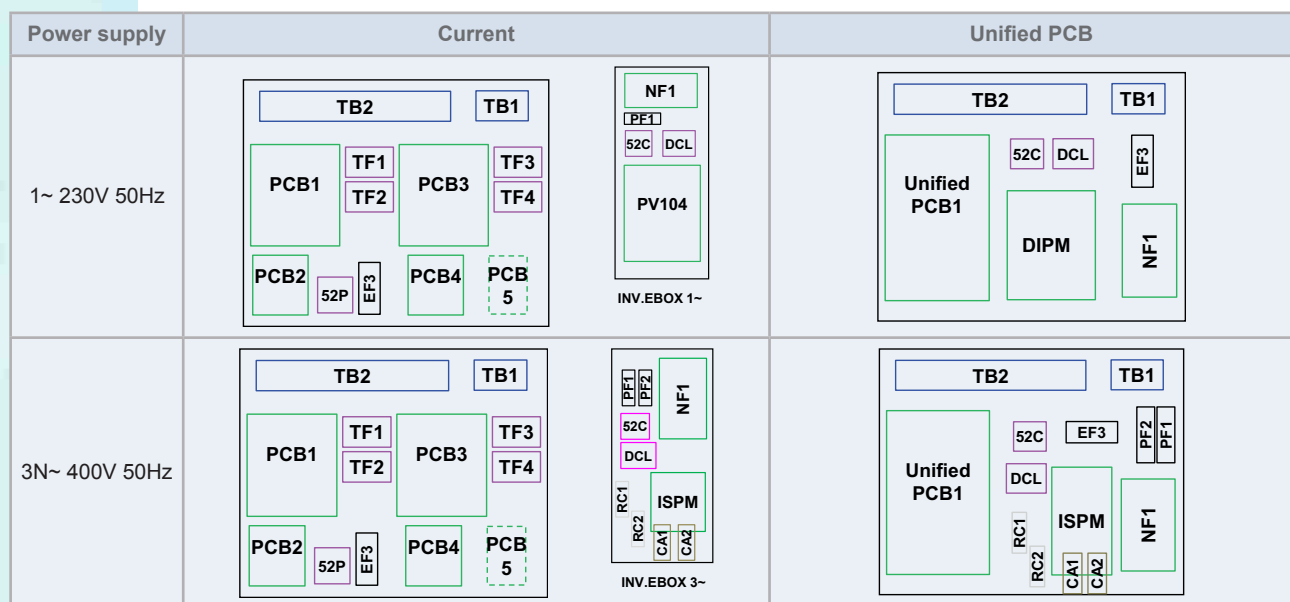 Power supply
Current
Unified PCB
1~ 230V 50Hz
TB2
TB1
PCB1
TF1
TF2
PCB3
TF3
TF4
PCB2
52P
EF3
PCB4
PCB
5
NF1
PF1
52C
DCL
PV104
INV.EBOX 1~
TB2
TB1
Unified
PCB1
52C
DCL
EF3
DIPM
NF1
3N~ 400V 50Hz
TB2
TB1
PCB1
TF1
TF2
PCB3
TF3
TF4
PCB2
52P
EF3
PCB4
PCB
5
PF1
PF2
NF1
52C
DCL
RC1
RC2
ISPM
CA1
CA2
INV.EBOX 3~
TB2
TB1
Unified
PCB1
52C
EF3
PF2
PF1
DCL
RC1
RC2
ISPM
CA1
CA2
NF1